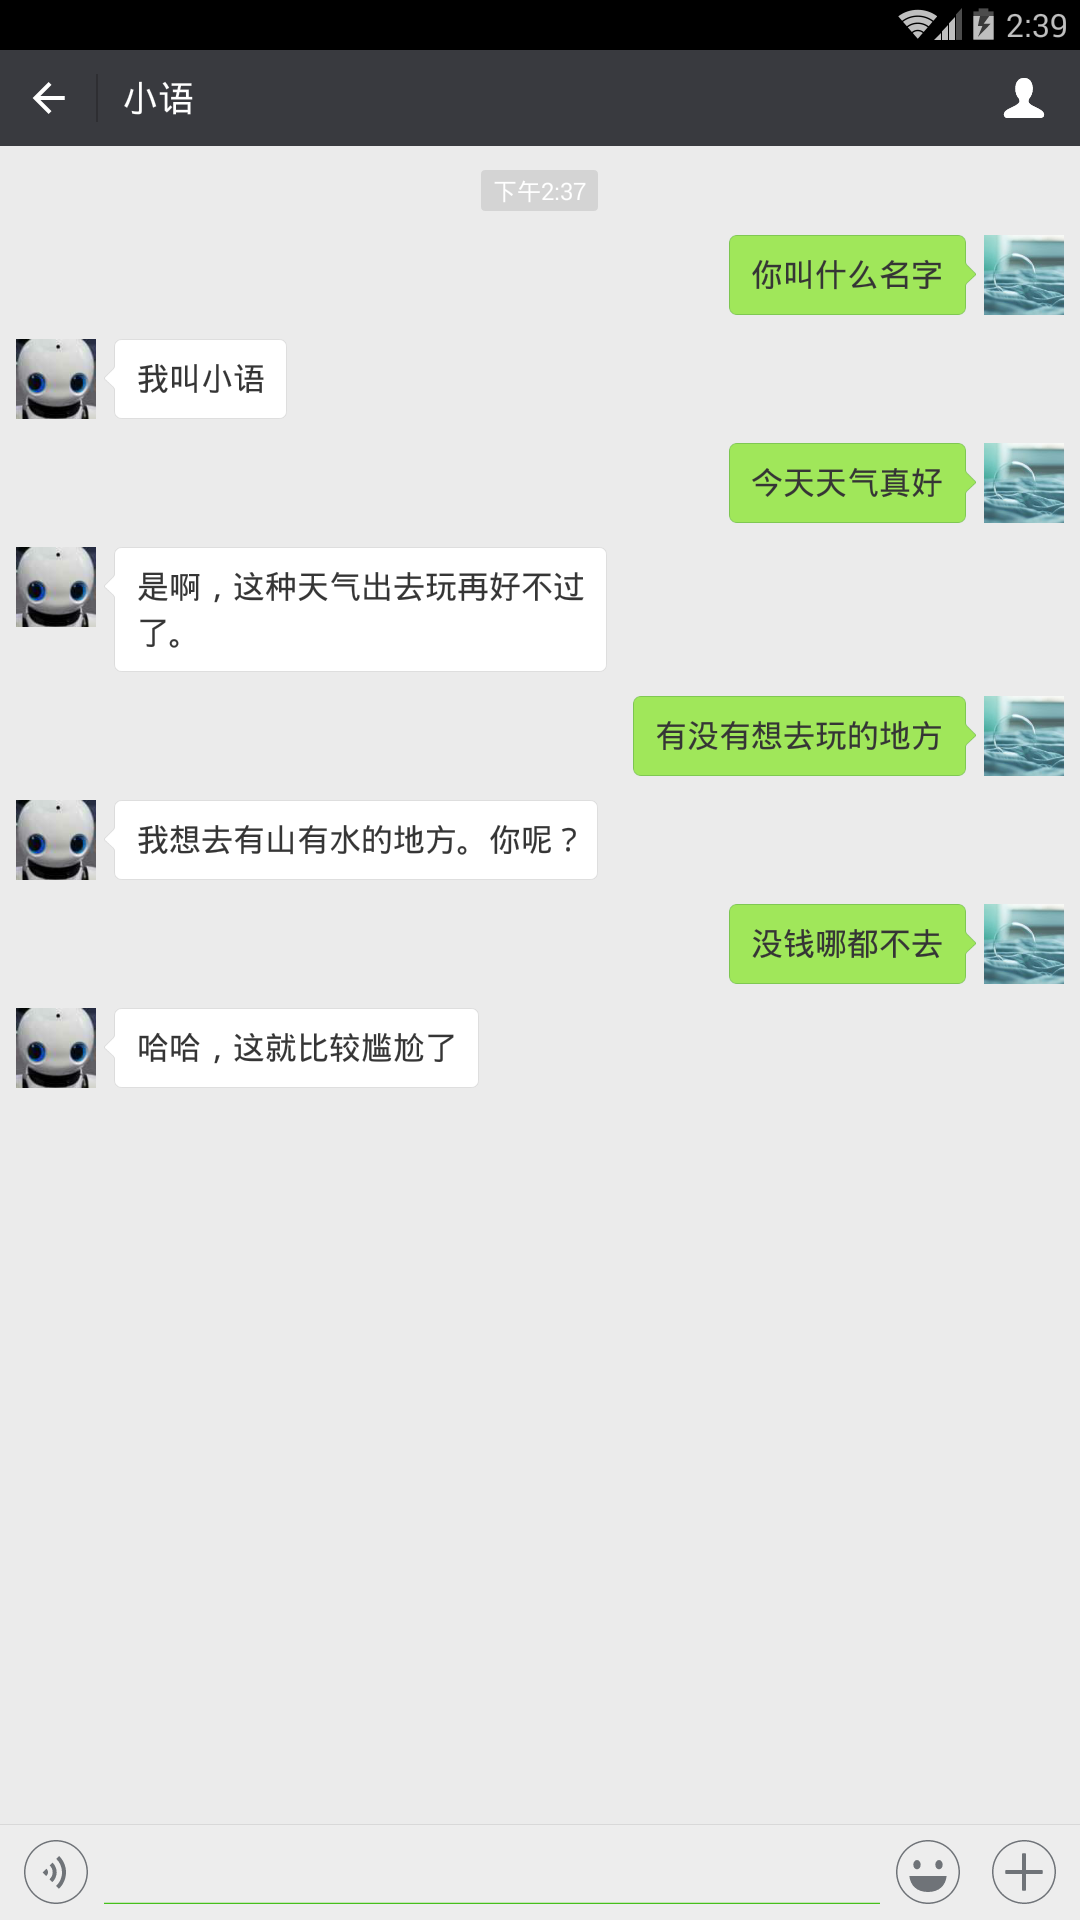 2:39
小语
下午2:37
你叫什么名字
我叫小语
今天天气真好
是啊，这种天气出去玩再好不过
了。
有没有想去玩的地方
我想去有山有水的地方。你呢？
没钱哪都不去
哈哈，这就比较尴尬了